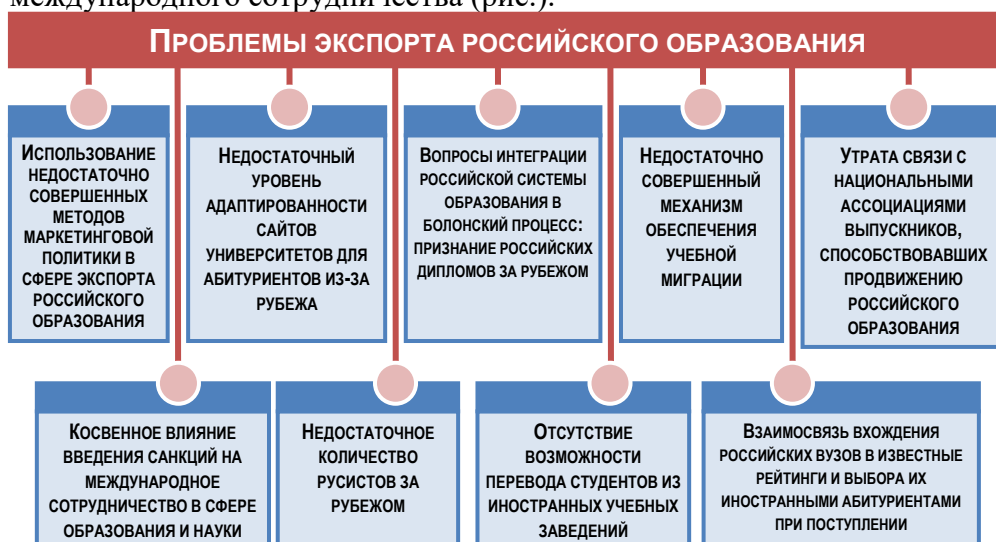 международного сотрудничества (рис.).
ПРОБЛЕМЫ ЭКСПОРТА РОССИЙСКОГО ОБРАЗОВАНИЯ
ИСПОЛЬЗОВАНИЕ
НЕДОСТАТОЧНО
СОВЕРШЕННЫХ
МЕТОДОВ
МАРКЕТИНГОВОЙ
ПОЛИТИКИ В
СФЕРЕ ЭКСПОРТА
РОССИЙСКОГО
ОБРАЗОВАНИЯ
НЕДОСТАТОЧНЫЙ
УРОВЕНЬ
АДАПТИРОВАННОСТИ
САЙТОВ
УНИВЕРСИТЕТОВ ДЛЯ
АБИТУРИЕНТОВ ИЗ-ЗА
РУБЕЖА
ВОПРОСЫ ИНТЕГРАЦИИ
РОССИЙСКОЙ СИСТЕМЫ
ОБРАЗОВАНИЯ В
БОЛОНСКИЙ ПРОЦЕСС:
ПРИЗНАНИЕ РОССИЙСКИХ
ДИПЛОМОВ ЗА РУБЕЖОМ
НЕДОСТАТОЧНО
СОВЕРШЕННЫЙ
МЕХАНИЗМ
ОБЕСПЕЧЕНИЯ
УЧЕБНОЙ
МИГРАЦИИ
УТРАТА СВЯЗИ С
НАЦИОНАЛЬНЫМИ
АССОЦИАЦИЯМИ
ВЫПУСКНИКОВ,
СПОСОБСТВОВАВШИХ
ПРОДВИЖЕНИЮ
РОССИЙСКОГО
ОБРАЗОВАНИЯ
КОСВЕННОЕ ВЛИЯНИЕ
ВВЕДЕНИЯ САНКЦИЙ НА
МЕЖДУНАРОДНОЕ
СОТРУДНИЧЕСТВО В СФЕРЕ
ОБРАЗОВАНИЯ И НАУКИ
НЕДОСТАТОЧНОЕ
КОЛИЧЕСТВО
РУСИСТОВ ЗА
РУБЕЖОМ
ОТСУТСТВИЕ
ВОЗМОЖНОСТИ
ПЕРЕВОДА СТУДЕНТОВ ИЗ
ИНОСТРАННЫХ УЧЕБНЫХ
ЗАВЕДЕНИЙ
ВЗАИМОСВЯЗЬ ВХОЖДЕНИЯ
РОССИЙСКИХ ВУЗОВ В ИЗВЕСТНЫЕ
РЕЙТИНГИ И ВЫБОРА ИХ
ИНОСТРАННЫМИ АБИТУРИЕНТАМИ
ПРИ ПОСТУПЛЕНИИ